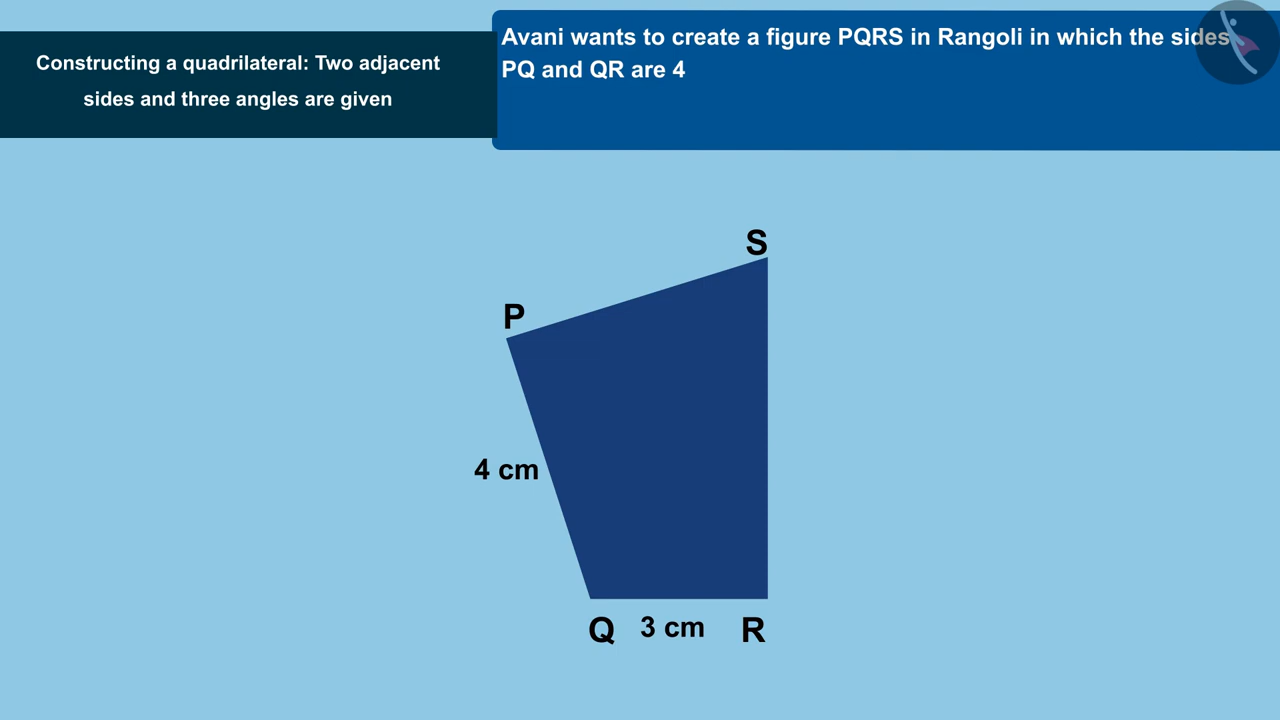 Constructing a quadrilateral: Two adjacent
sides and three angles are given
Avani wants to create a figure PQRS in Rangoli in which the sides
PQ and QR are 4
S
P
4 cm
Q 3 cm R